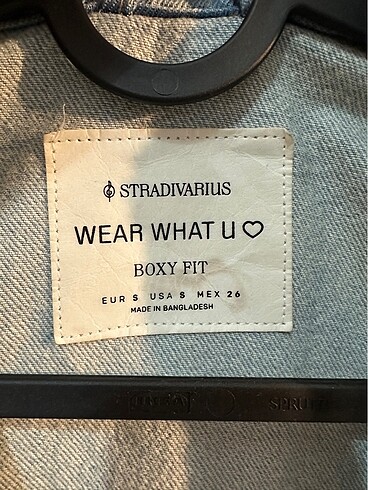 STRADIVARIUS
WEAR WHAT U ♡
BOXY FIT
EUR S USA S MEX 26
MADE IN BANGLADESH